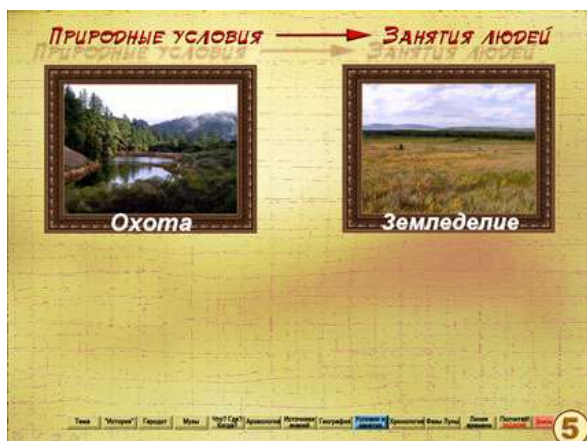 Природные условия → Занятия людей
Охота
Земледелие
Тема "История" Геродот Музы Что? Где? Когда? Археология Источники знаний География Условия и занятия Хронология Фазы Луны Линия времени Посчитай!
5